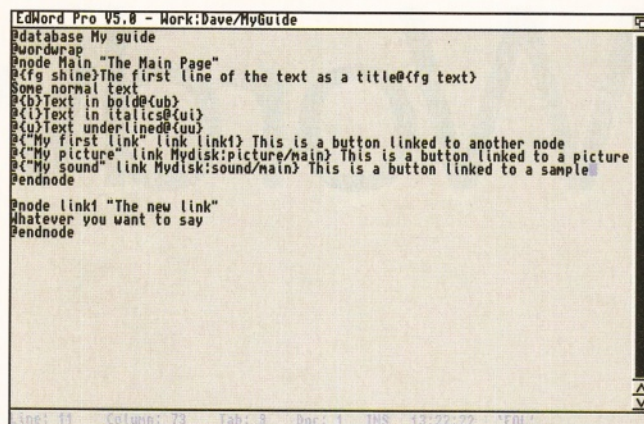 EdWord Pro V5.0 - Work:Dave/MyGuide
@database My guide
@wordwrap
@node Main "The Main Page"
@{fg shine}The first line of the text as a title@{fg text}
Some normal text
@{b}Text in bold@{ub}
@{i}Text in italics@{ui}
@{u}Text underlined@{uu}
@{"My first link" link link1} This is a button linked to another node
@{"My picture" link Mydisk:picture/main} This is a button linked to a picture
@{"My sound" link Mydisk:sound/main} This is a button linked to a sample
@endnode
@node link1 "The new link"
Whatever you want to say
@endnode
Line: 11 Column: 73 Tab: 3 Doc: 1 INS 13:22:22 'EOL'